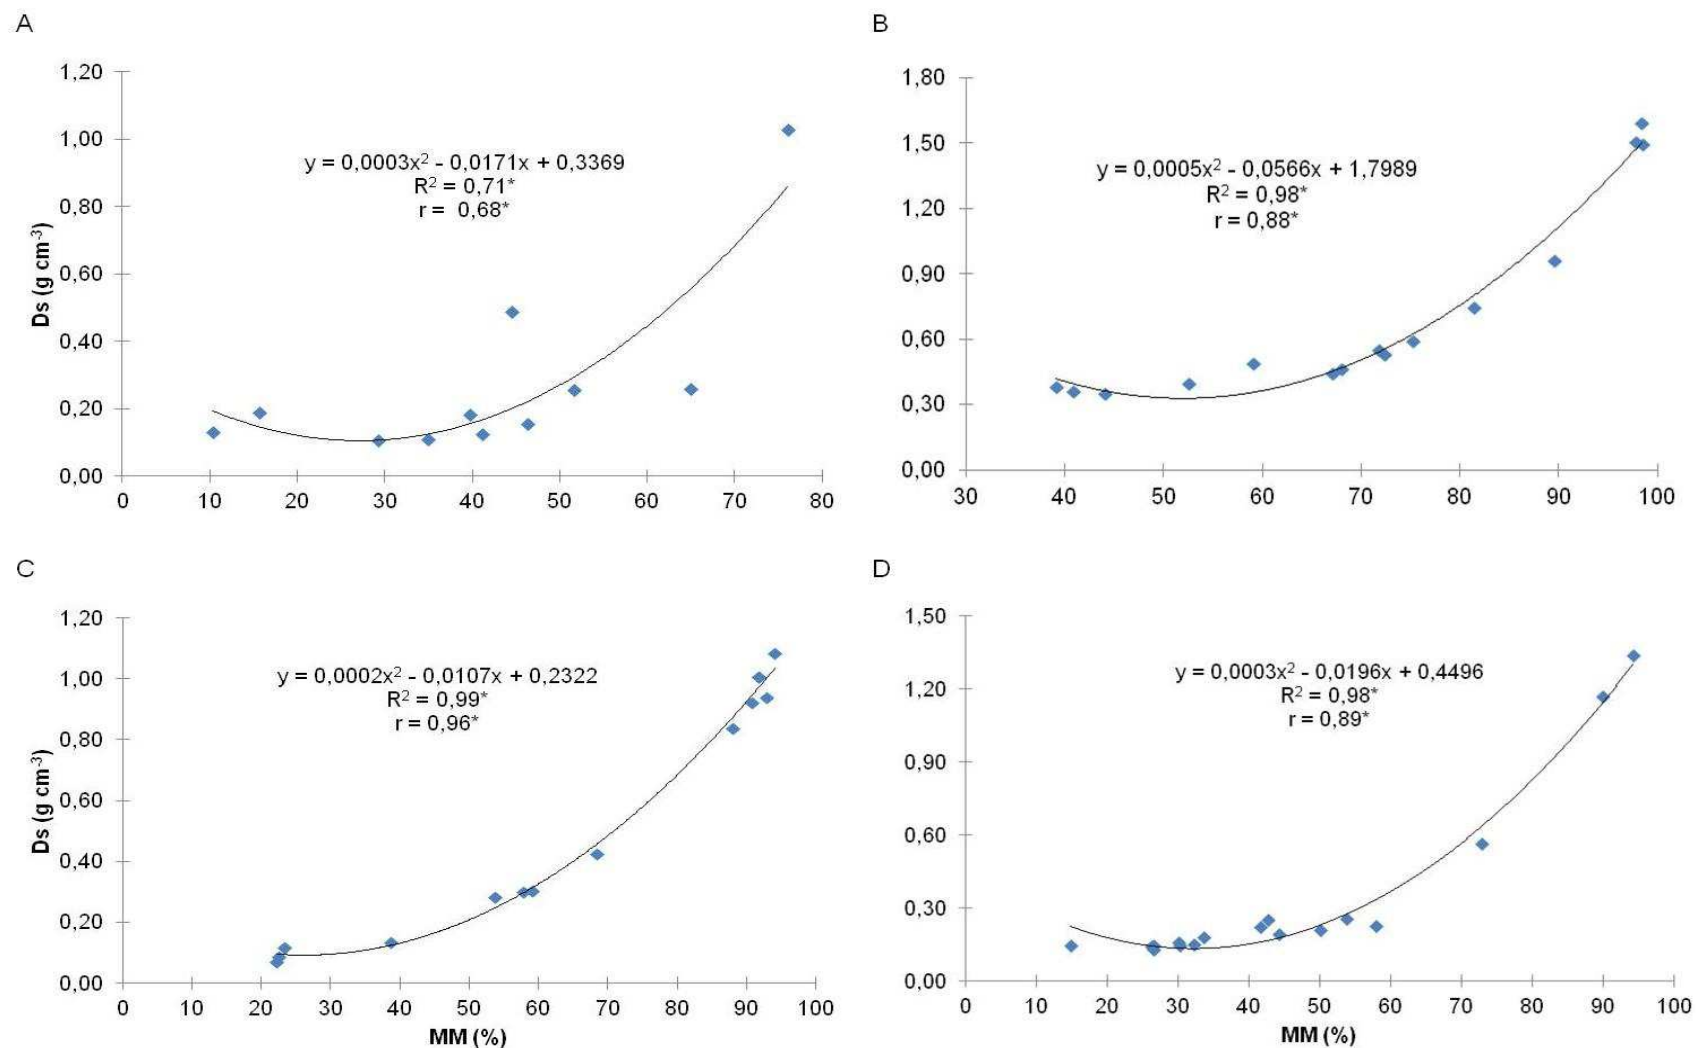 A
1,20
1,00
0,80
0,60
0,40
0,20
0,00
Ds (g cm-3)
y = 0,0003x² - 0,0171x + 0,3369
R² = 0,71*
r = 0,68*
0 10 20 30 40 50 60 70 80
B
1,80
1,50
1,20
0,90
0,60
0,30
0,00
y = 0,0005x² - 0,0566x + 1,7989
R² = 0,98*
r = 0,88*
30 40 50 60 70 80 90 100
C
1,20
1,00
0,80
0,60
0,40
0,20
0,00
Ds (g cm-3)
y = 0,0002x² - 0,0107x + 0,2322
R² = 0,99*
r = 0,96*
0 10 20 30 40 50 60 70 80 90 100
MM (%)
D
1,50
1,20
0,90
0,60
0,30
0,00
y = 0,0003x² - 0,0196x + 0,4496
R² = 0,98*
r = 0,89*
0 10 20 30 40 50 60 70 80 90 100
MM (%)